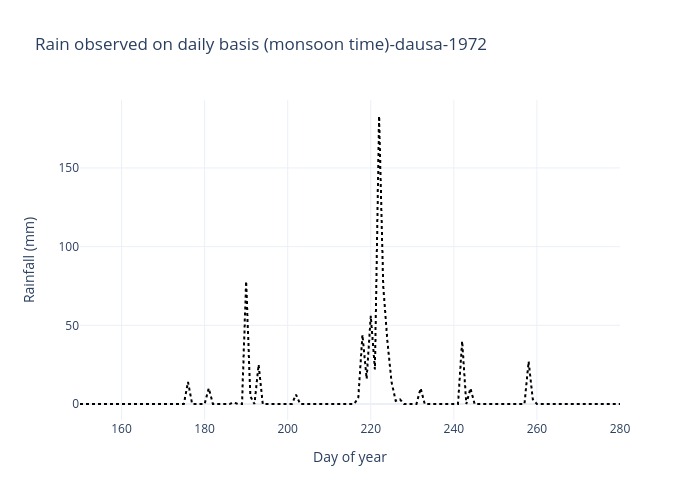 Rain observed on daily basis (monsoon time)-dausa-1972
150
100
50
0
Rainfall (mm)
160 180 200 220 240 260 280
Day of year